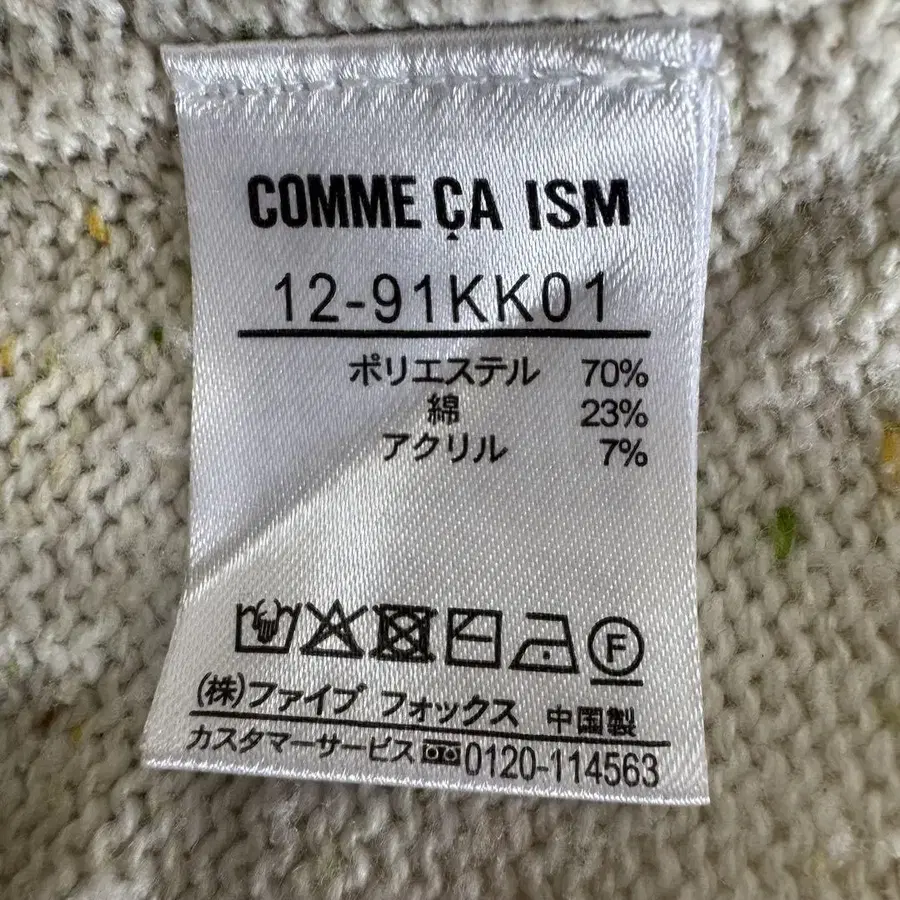 COMME ÇA ISM
12-91KK01
ポリエステル 70%
綿 23%
アクリル 7%
F
(株)ファイブ フォックス 中国製
カスタマーサービス 0120-114563